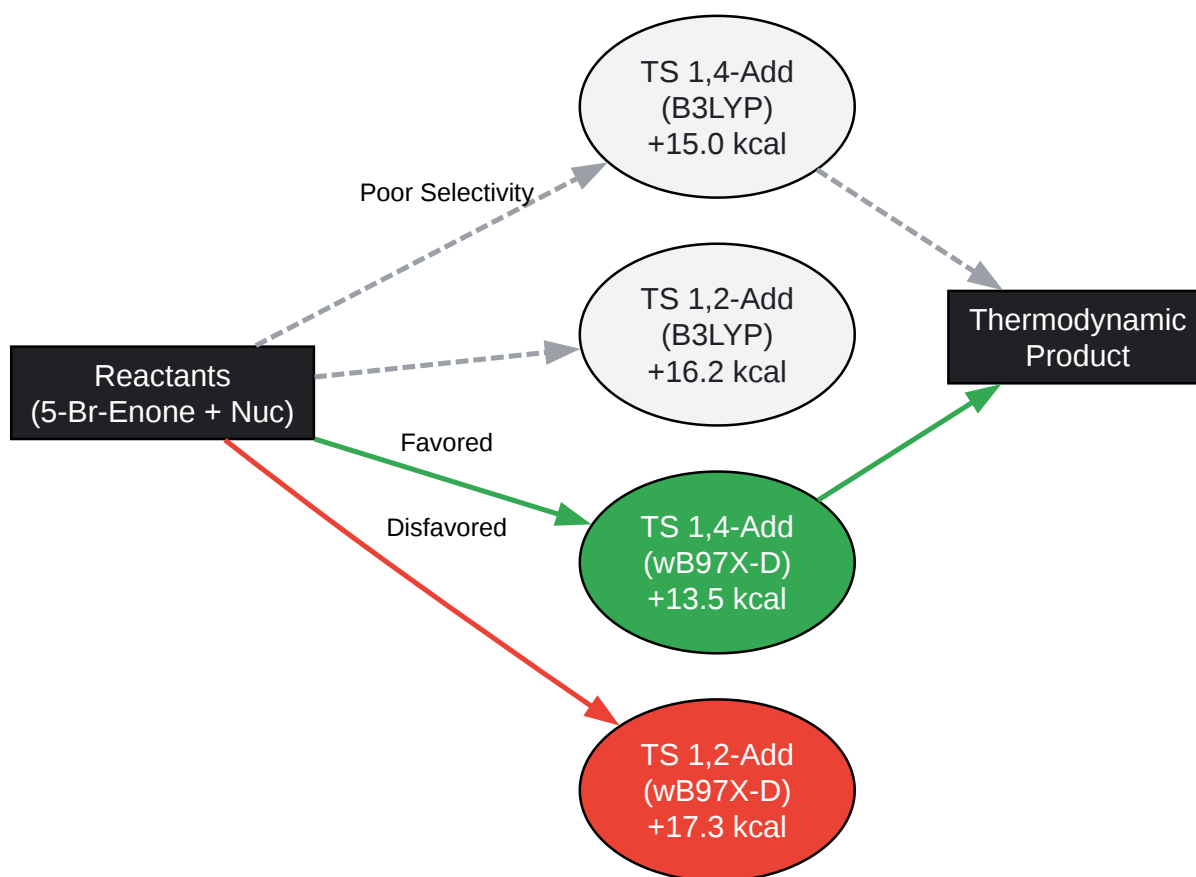 TS 1,4-Add
(B3LYP)
+15.0 kcal
Poor Selectivity
TS 1,2-Add
(B3LYP)
+16.2 kcal
Thermodynamic
Product
Reactants
(5-Br-Enone + Nuc)
Favored
Disfavored
TS 1,4-Add
(wB97X-D)
+13.5 kcal
TS 1,2-Add
(wB97X-D)
+17.3 kcal